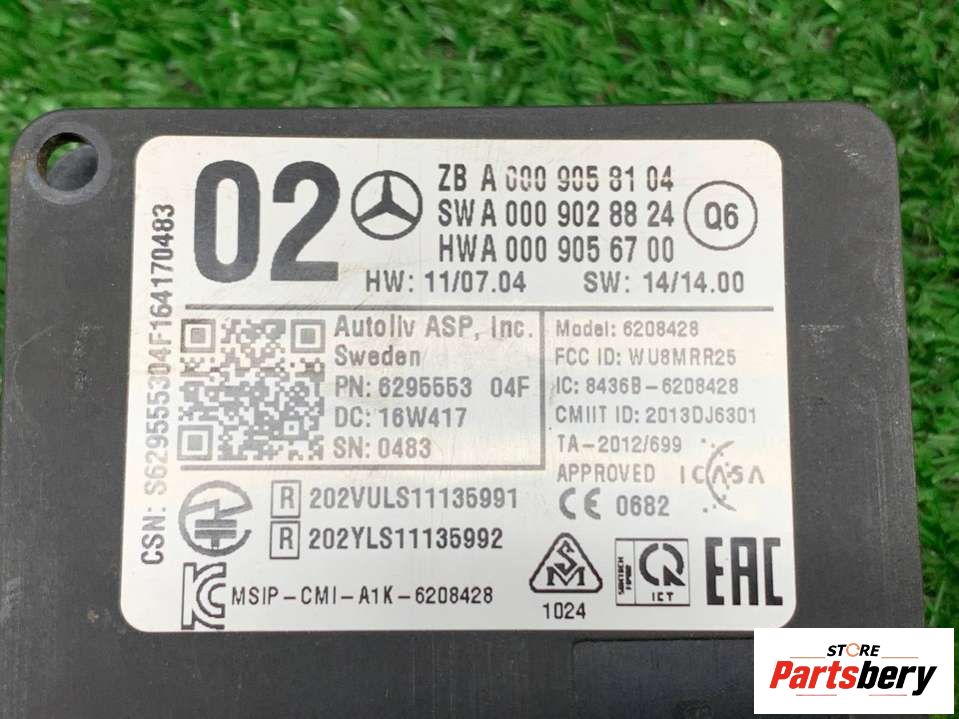 02
ZB A 000 905 81 04
SW A 000 902 88 24
Q6
HW A 000 905 67 00
HW: 11/07.04 SW: 14/14.00
CSN: S629555304F164170483
Autoliv ASP, Inc.
Sweden
PN: 6295553 04F
DC: 16W417
SN: 0483
Model: 6208428
FCC ID: WU8MRR25
IC: 8436B-6208428
CMIIT ID: 2013DJ6301
TA-2012/699
APPROVED ICASA
CE 0682
R 202VULS11135991
R 202YLS11135992
KC MSIP-CMI-A1K-6208428
SM
1024
ICT
EAC
STORE
Partsbery